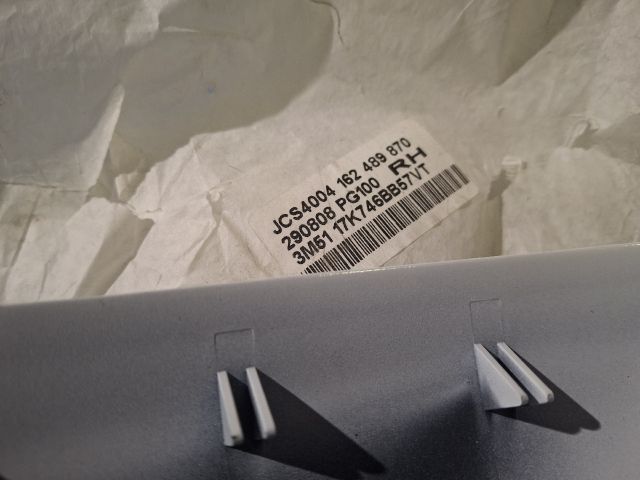 JCS4004 162 489 870
290808 PG100 RH
3M51 17K746BB57VT